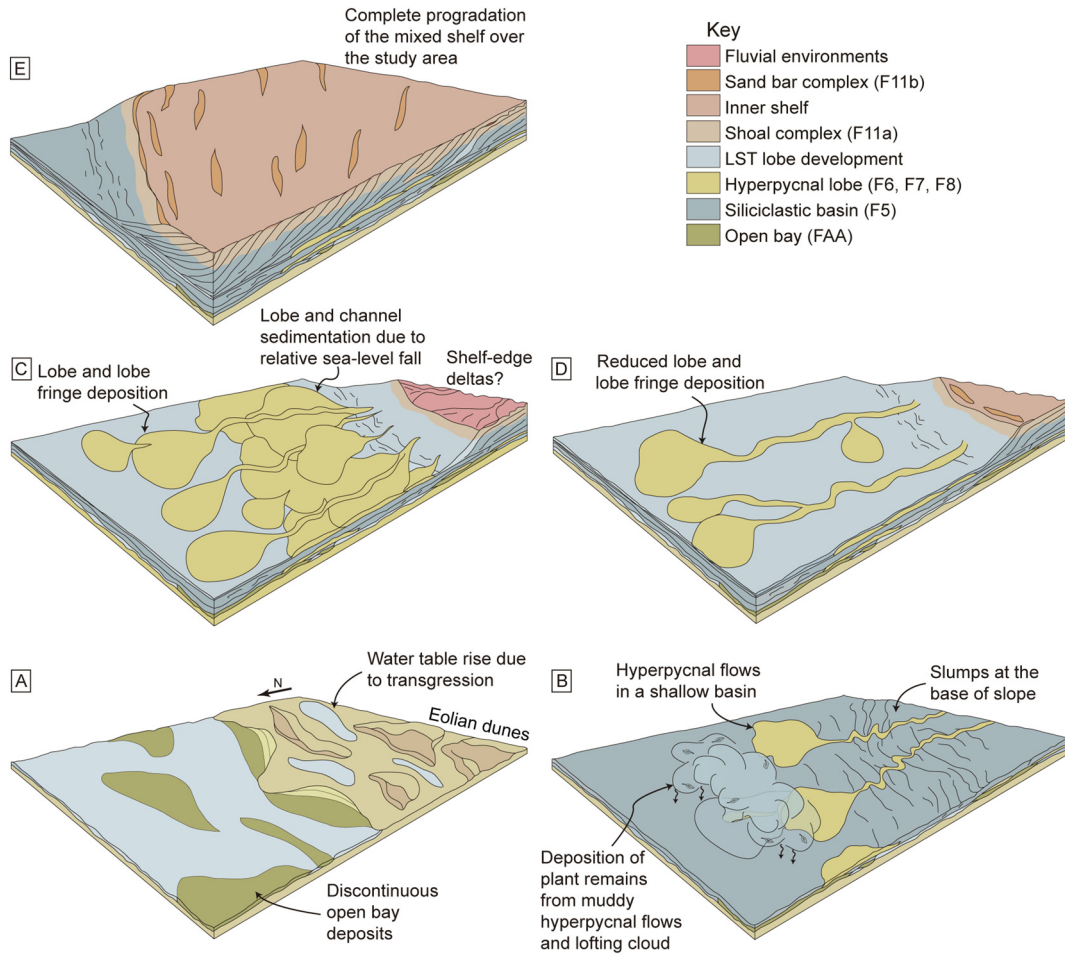 Complete progradation
of the mixed shelf over
the study area
E
Key
Fluvial environments
Sand bar complex (F11b)
Inner shelf
Shoal complex (F11a)
LST lobe development
Hyperpycnal lobe (F6, F7, F8)
Siliciclastic basin (F5)
Open bay (FAA)
C
Lobe and lobe
fringe deposition
Lobe and channel
sedimentation due to
relative sea-level fall
Shelf-edge
deltas?
D
Reduced lobe and
lobe fringe deposition
A
N
Water table rise due
to transgression
Eolian dunes
Discontinuous
open bay
deposits
B
Hyperpycnal flows
in a shallow basin
Slumps at the
base of slope
Deposition of
plant remains
from muddy
hyperpycnal flows
and lofting cloud